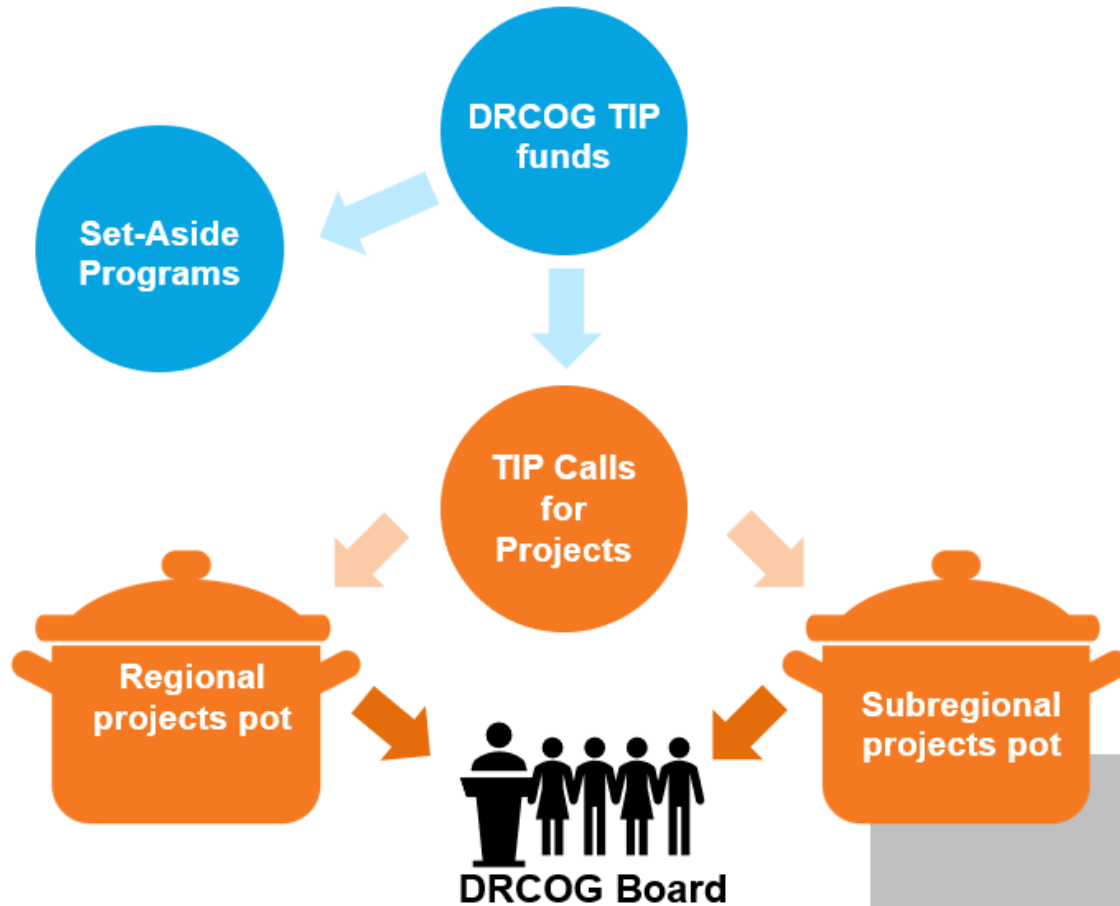 DRCOG TIP
funds
Set-Aside
Programs
TIP Calls
for
Projects
Regional
projects pot
Subregional
projects pot
DRCOG Board